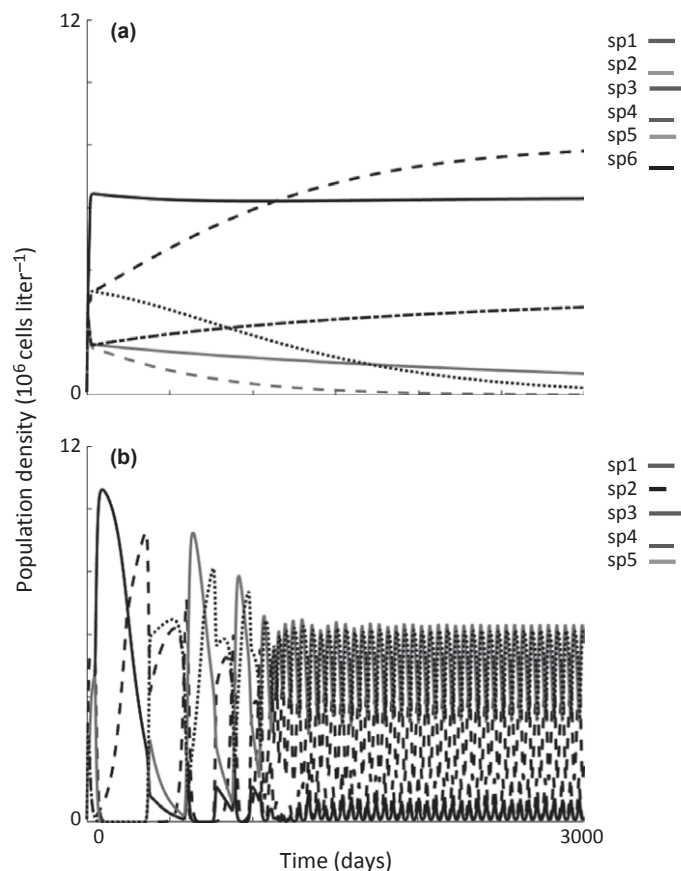 12
(a)
sp1
sp2
sp3
sp4
sp5
sp6
0
Population density (10⁶ cells liter⁻¹)
12
(b)
sp1
sp2
sp3
sp4
sp5
0
0
3000
Time (days)